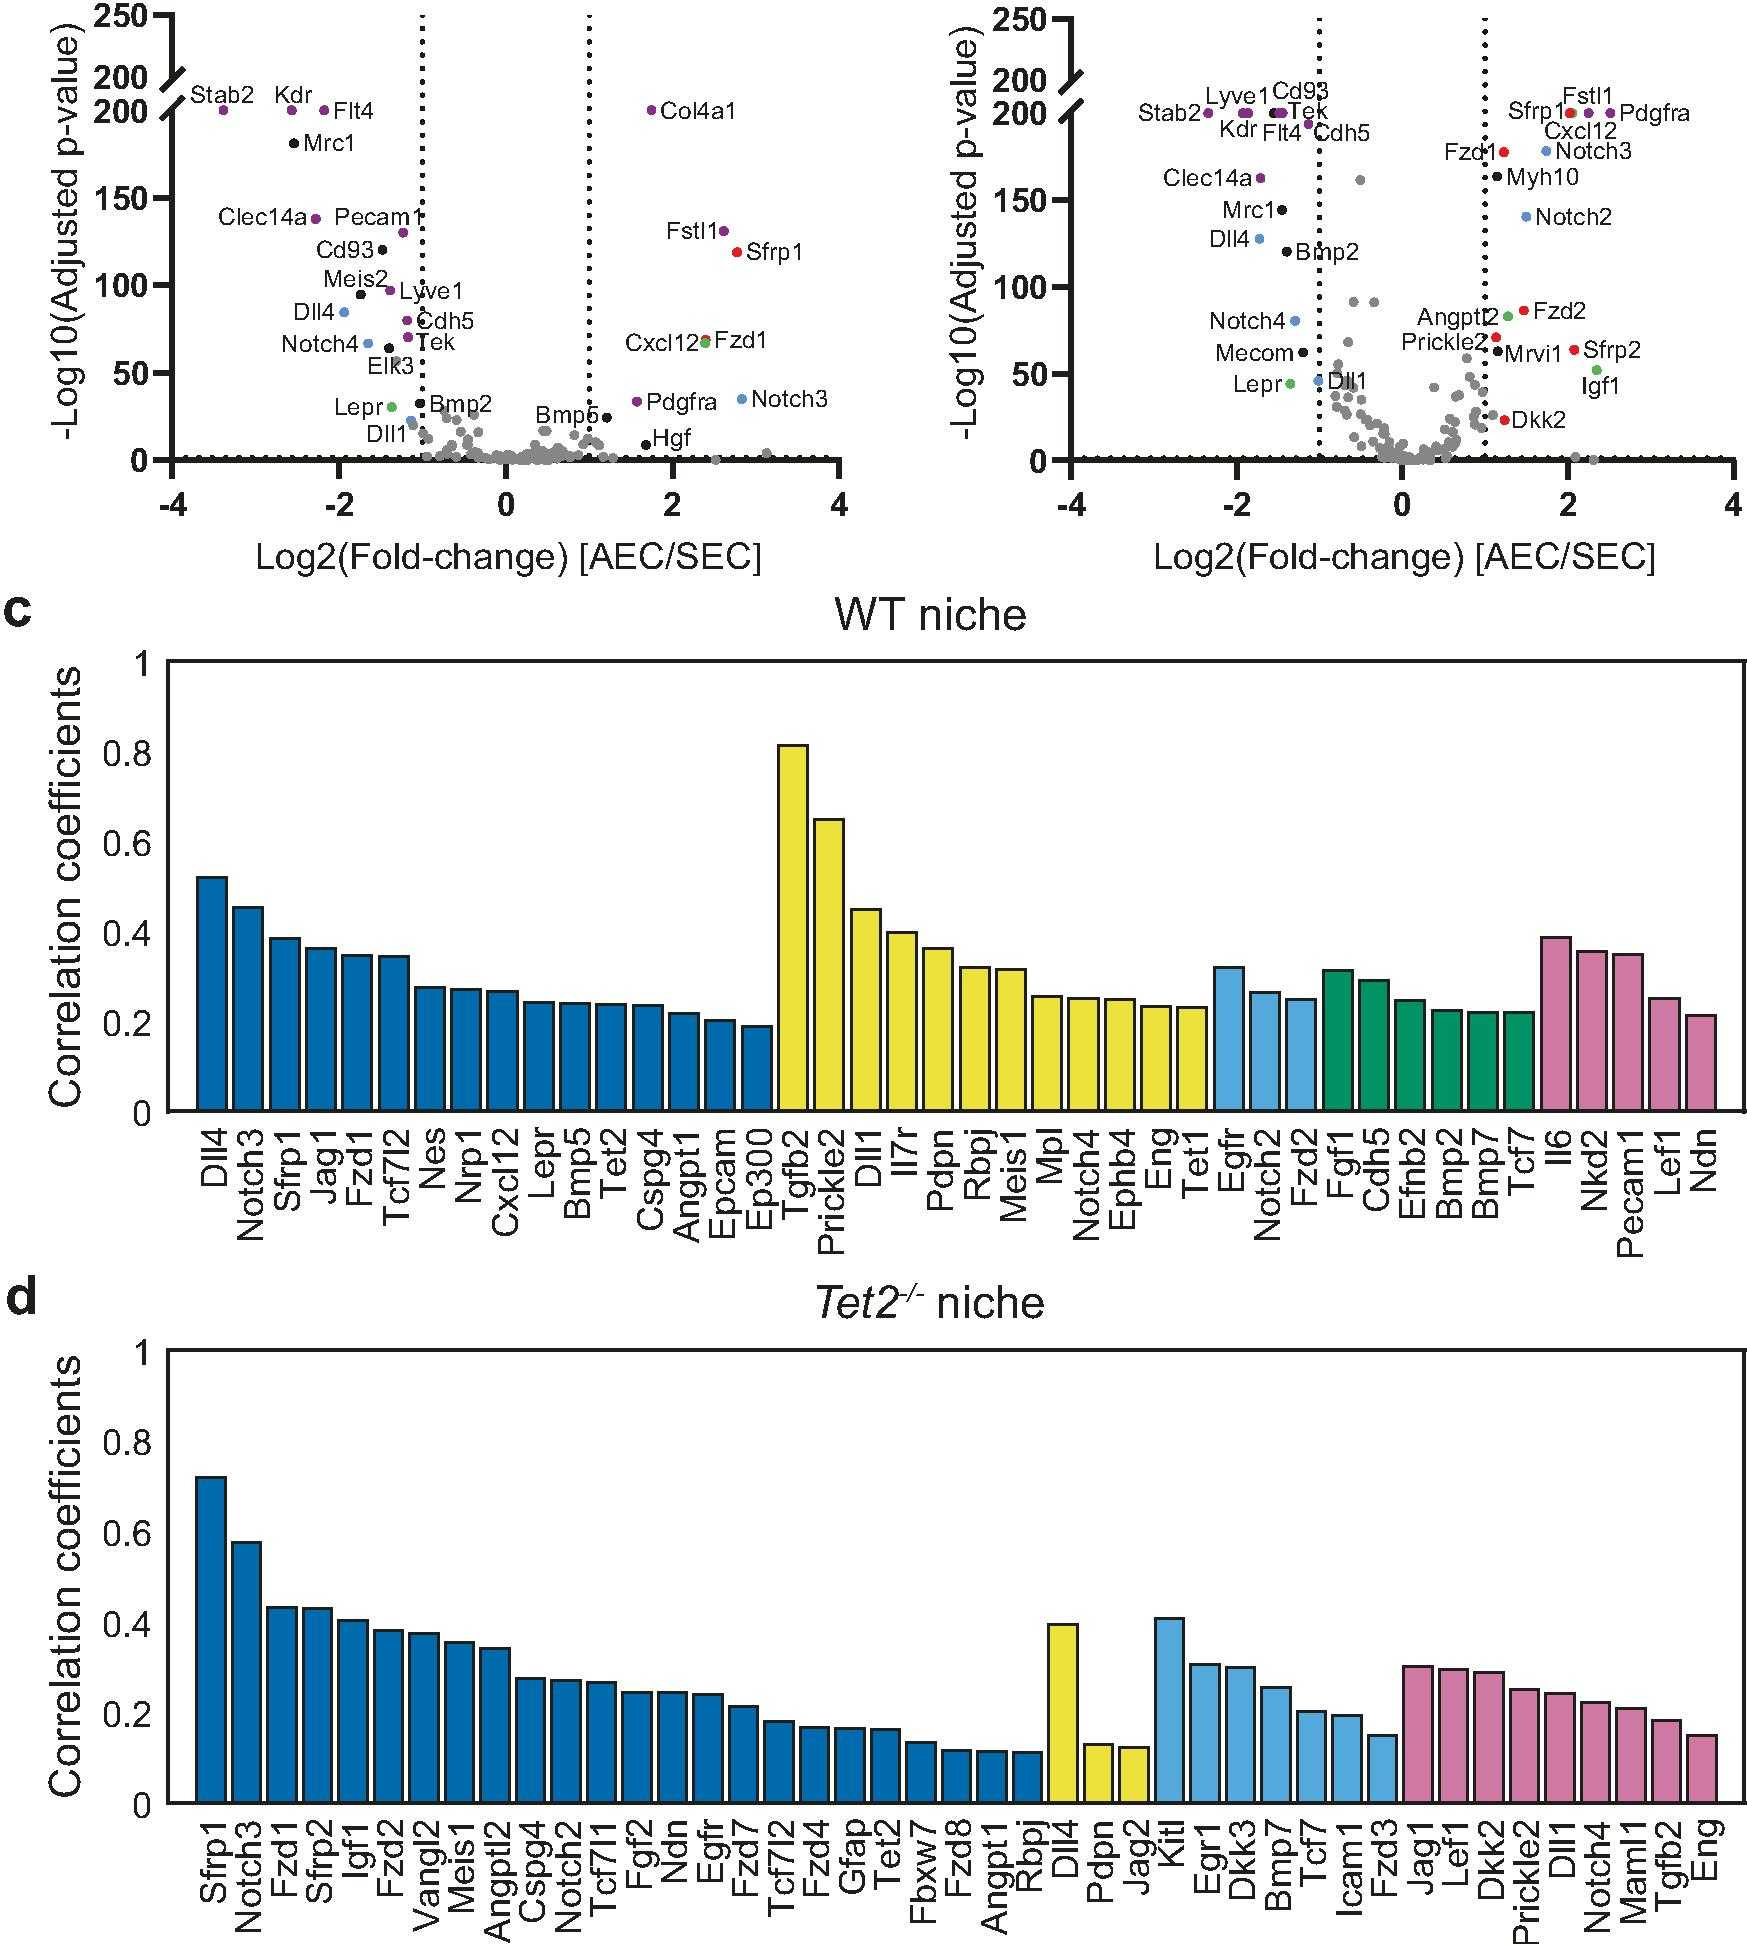 -Log10(Adjusted p-value)
250
200
200
150
100
50
0
-4
-2
0
2
4
Stab2
Kdr
Flt4
Mrc1
Clec14a
Pecam1
Cd93
Meis2
Lyve1
Dll4
Cdh5
Notch4
Tek
Elk3
Lepr
Bmp2
Dll1
Col4a1
Fstl1
Sfrp1
Cxcl12
Fzd1
Pdgfra
Notch3
Bmp5
Hgf
Log2(Fold-change) [AEC/SEC]
-Log10(Adjusted p-value)
250
200
200
150
100
50
0
-4
-2
0
2
4
Stab2
Lyve1
Cd93
Tek
Kdr
Flt4
Cdh5
Clec14a
Mrc1
Dll4
Bmp2
Notch4
Mecom
Lepr
Dll1
Fstl1
Sfrp1
Pdgfra
Cxcl12
Fzd1
Notch3
Myh10
Notch2
Angptl2
Fzd2
Prickle2
Mrvi1
Sfrp2
Igf1
Dkk2
Log2(Fold-change) [AEC/SEC]
c
WT niche
Correlation coefficients
1
0.8
0.6
0.4
0.2
0
Dll4
Notch3
Sfrp1
Jag1
Fzd1
Tcf7l2
Nes
Nrp1
Cxcl12
Lepr
Bmp5
Tet2
Cspg4
Angpt1
Epcam
Ep300
Tgfb2
Prickle2
Dll1
Il7r
Pdpn
Rbpj
Meis1
Mpl
Notch4
Ephb4
Eng
Tet1
Egfr
Notch2
Fzd2
Fgf1
Cdh5
Efnb2
Bmp2
Bmp7
Tcf7
Il6
Nkd2
Pecam1
Lef1
Ndn
d
Tet2-/- niche
Correlation coefficients
1
0.8
0.6
0.4
0.2
0
Sfrp1
Notch3
Fzd1
Sfrp2
Igf1
Fzd2
Vangl2
Meis1
Angptl2
Cspg4
Notch2
Tcf7l1
Fgf2
Ndn
Egfr
Fzd7
Tcf7l2
Fzd4
Gfap
Tet2
Fbxw7
Fzd8
Angpt1
Rbpj
Dll4
Pdpn
Jag2
Kitl
Egr1
Dkk3
Bmp7
Tcf7
Icam1
Fzd3
Jag1
Lef1
Dkk2
Prickle2
Dll1
Notch4
Maml1
Tgfb2
Eng